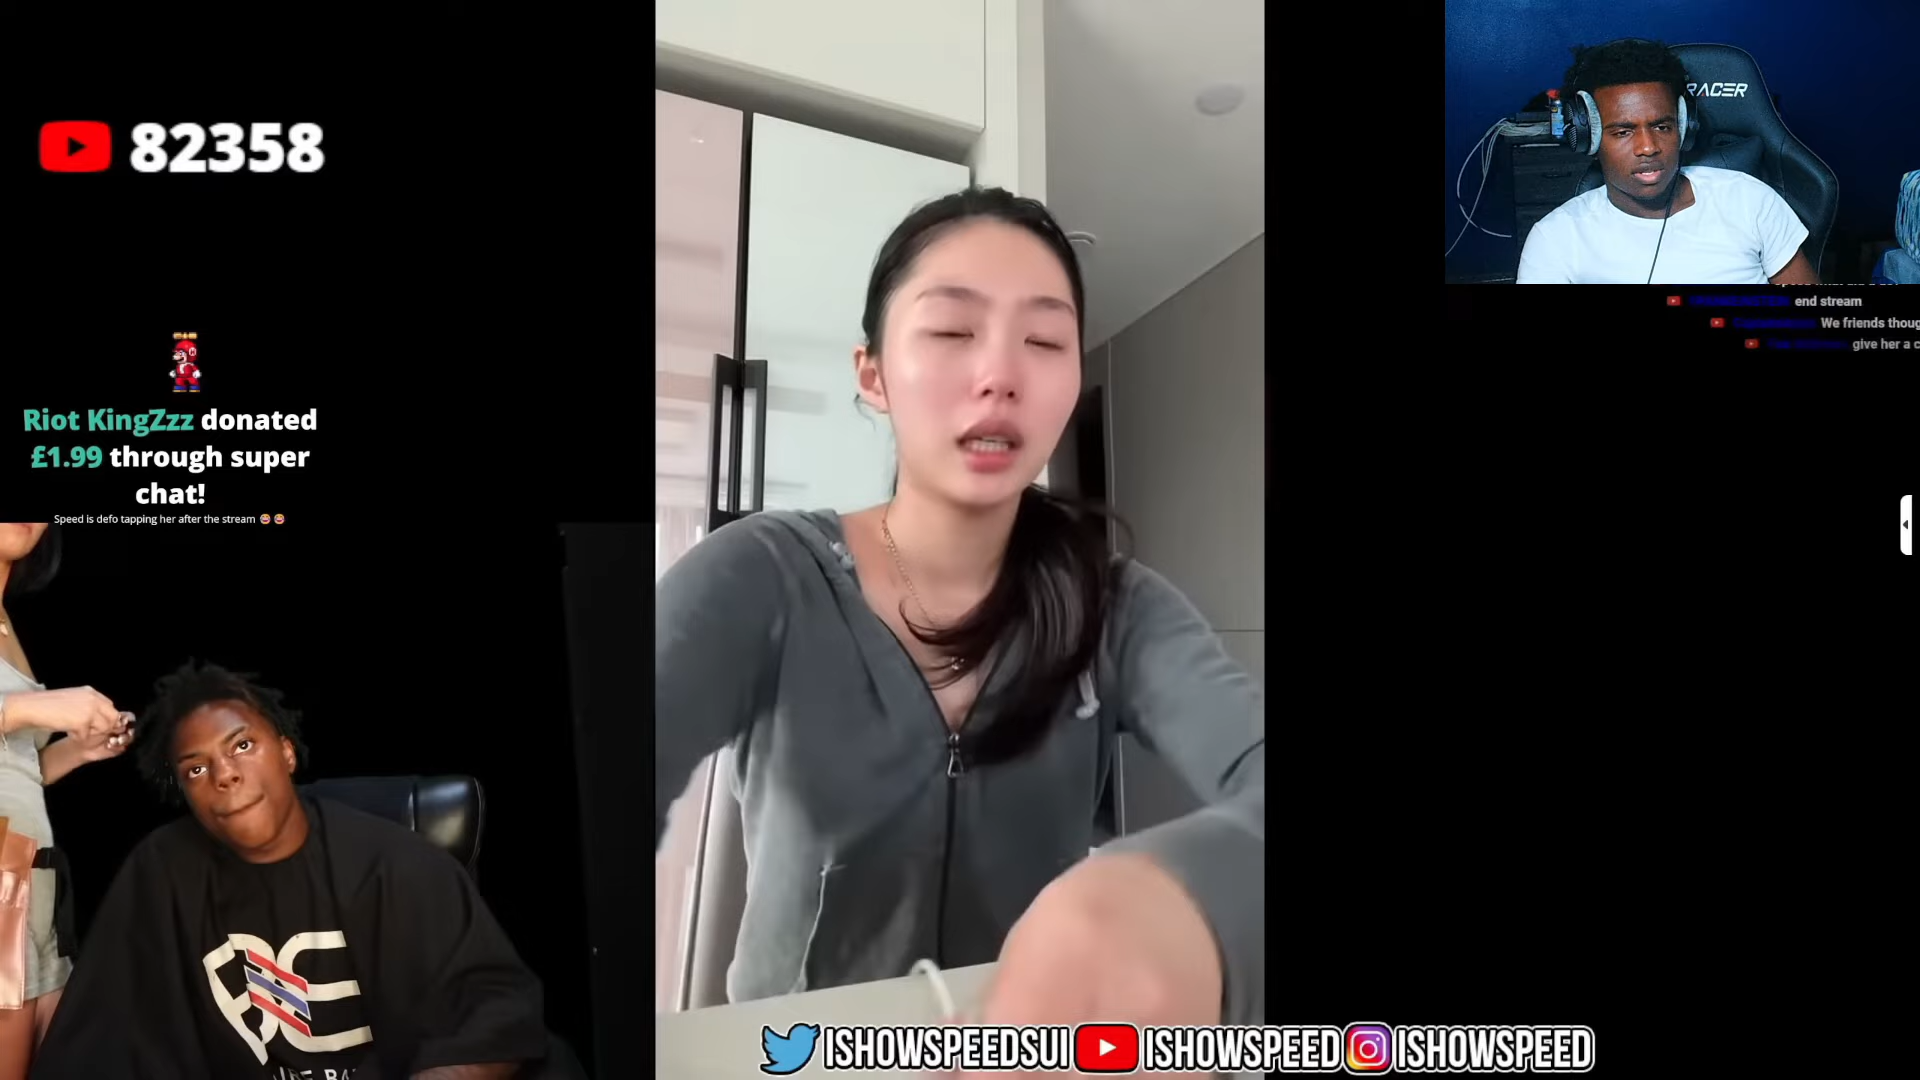 82358
Riot KingZzz donated
£1.99 through super
chat!
Speed is defo tapping her after the stream 😂😂
RACER
end stream
We friends thoug
give her a c
ISHOWSPEEDSUI ISHOWSPEED ISHOWSPEED